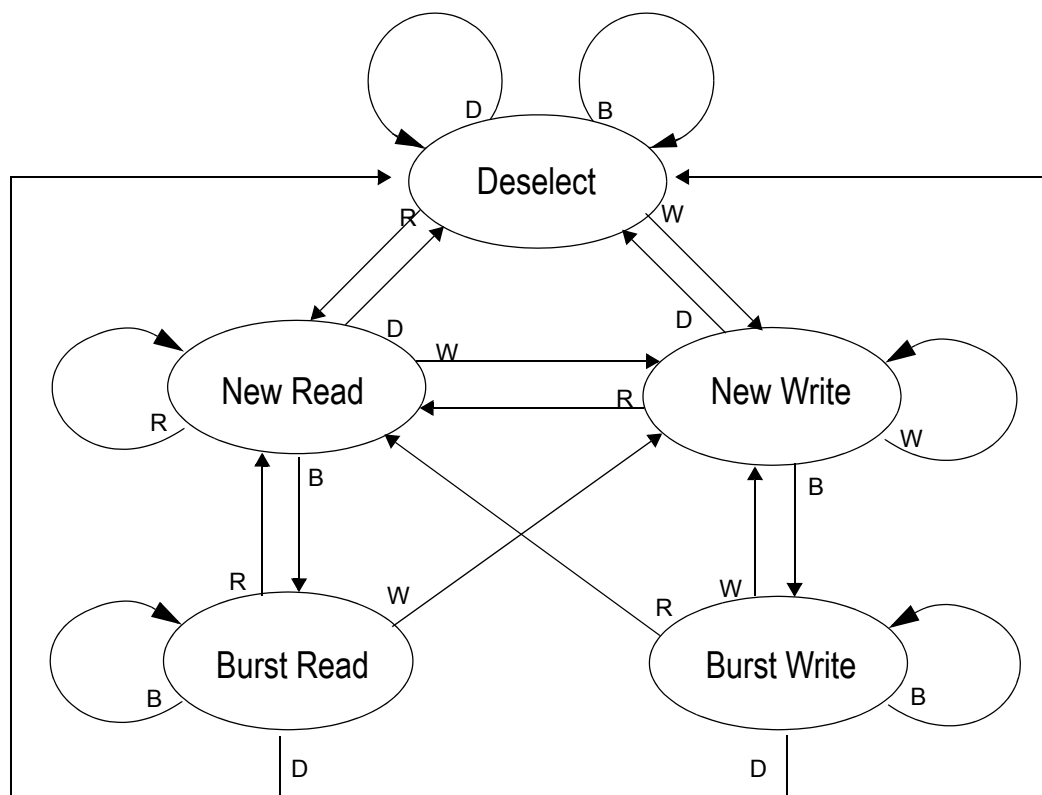 D B
Deselect
R W
D D
W
New Read New Write
R
R W
B B
R W W R
Burst Read Burst Write
B B
D D